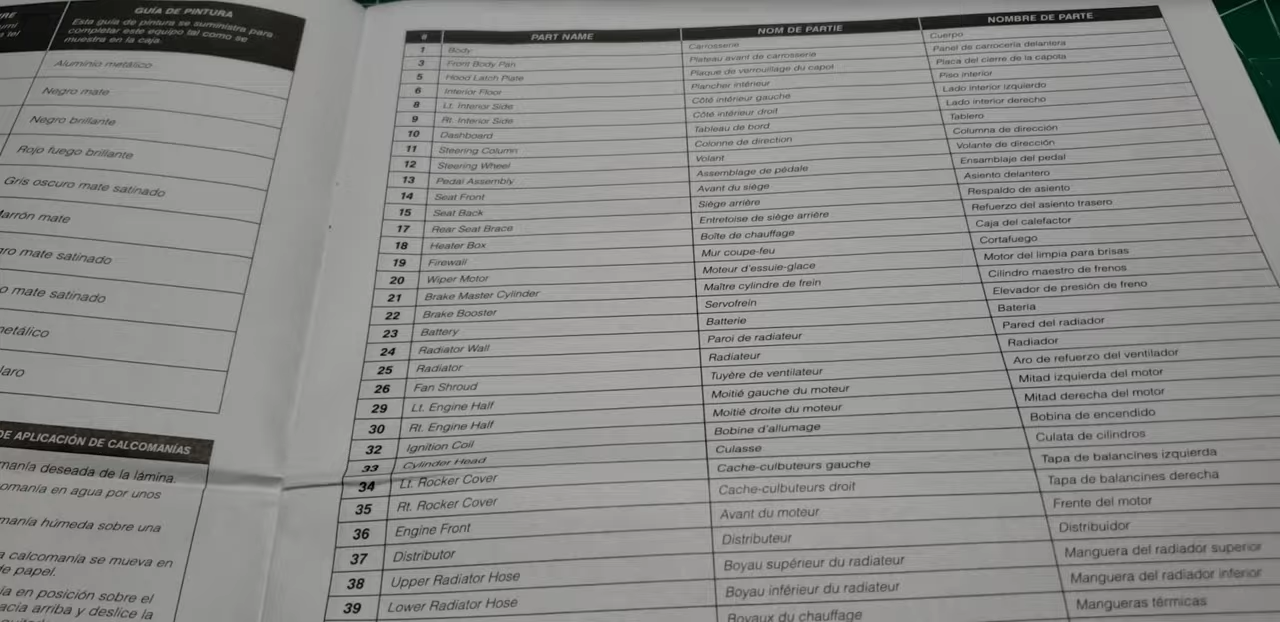 GUÍA DE PINTURA
Esta guía de pintura se suministra para
completar este equipo tal como se
muestra en la caja.
Aluminio metálico
Negro mate
Negro brillante
Rojo fuego brillante
Gris oscuro mate satinado
arrón mate
ro mate satinado
o mate satinado
etálico
laro
DE APLICACIÓN DE CALCOMANÍAS
manía deseada de la lámina.
omanía en agua por unos
manía húmeda sobre una
a calcomanía se mueva en
e papel.
ía en posición sobre el
acia arriba y deslice la
# PART NAME NOM DE PARTIE NOMBRE DE PARTE
1 Body Carrosserie Cuerpo
3 Front Body Pan Plateau avant de carrosserie Panel de carrocería delantera
5 Hood Latch Plate Plaque de verrouillage du capot Placa del cierre de la capota
6 Interior Floor Plancher intérieur Piso interior
8 Lt. Interior Side Côté intérieur gauche Lado interior izquierdo
9 Rt. Interior Side Côté intérieur droit Lado interior derecho
10 Dashboard Tableau de bord Tablero
11 Steering Column Colonne de direction Columna de dirección
12 Steering Wheel Volant Volante de dirección
13 Pedal Assembly Assemblage de pédale Ensamblaje del pedal
14 Seat Front Avant du siège Asiento delantero
15 Seat Back Siège arrière Respaldo de asiento
17 Rear Seat Brace Entretoise de siège arrière Refuerzo del asiento trasero
18 Heater Box Boîte de chauffage Caja del calefactor
19 Firewall Mur coupe-feu Cortafuego
20 Wiper Motor Moteur d'essuie-glace Motor del limpia para brisas
21 Brake Master Cylinder Maître cylindre de frein Cilindro maestro de frenos
22 Brake Booster Servofrein Elevador de presión de freno
23 Battery Batterie Batería
24 Radiator Wall Paroi de radiateur Pared del radiador
25 Radiator Radiateur Radiador
26 Fan Shroud Tuyère de ventilateur Aro de refuerzo del ventilador
29 Lt. Engine Half Moitié gauche du moteur Mitad izquierda del motor
30 Rt. Engine Half Moitié droite du moteur Mitad derecha del motor
32 Ignition Coil Bobine d'allumage Bobina de encendido
33 Cylinder Head Culasse Culata de cilindros
34 Lt. Rocker Cover Cache-culbuteurs gauche Tapa de balancines izquierda
35 Rt. Rocker Cover Cache-culbuteurs droit Tapa de balancines derecha
36 Engine Front Avant du moteur Frente del motor
37 Distributor Distributeur Distribuidor
38 Upper Radiator Hose Boyau supérieur du radiateur Manguera del radiador superior
39 Lower Radiator Hose Boyau inférieur du radiateur Manguera del radiador inferior
Boyaux du chauffage Mangueras térmicas